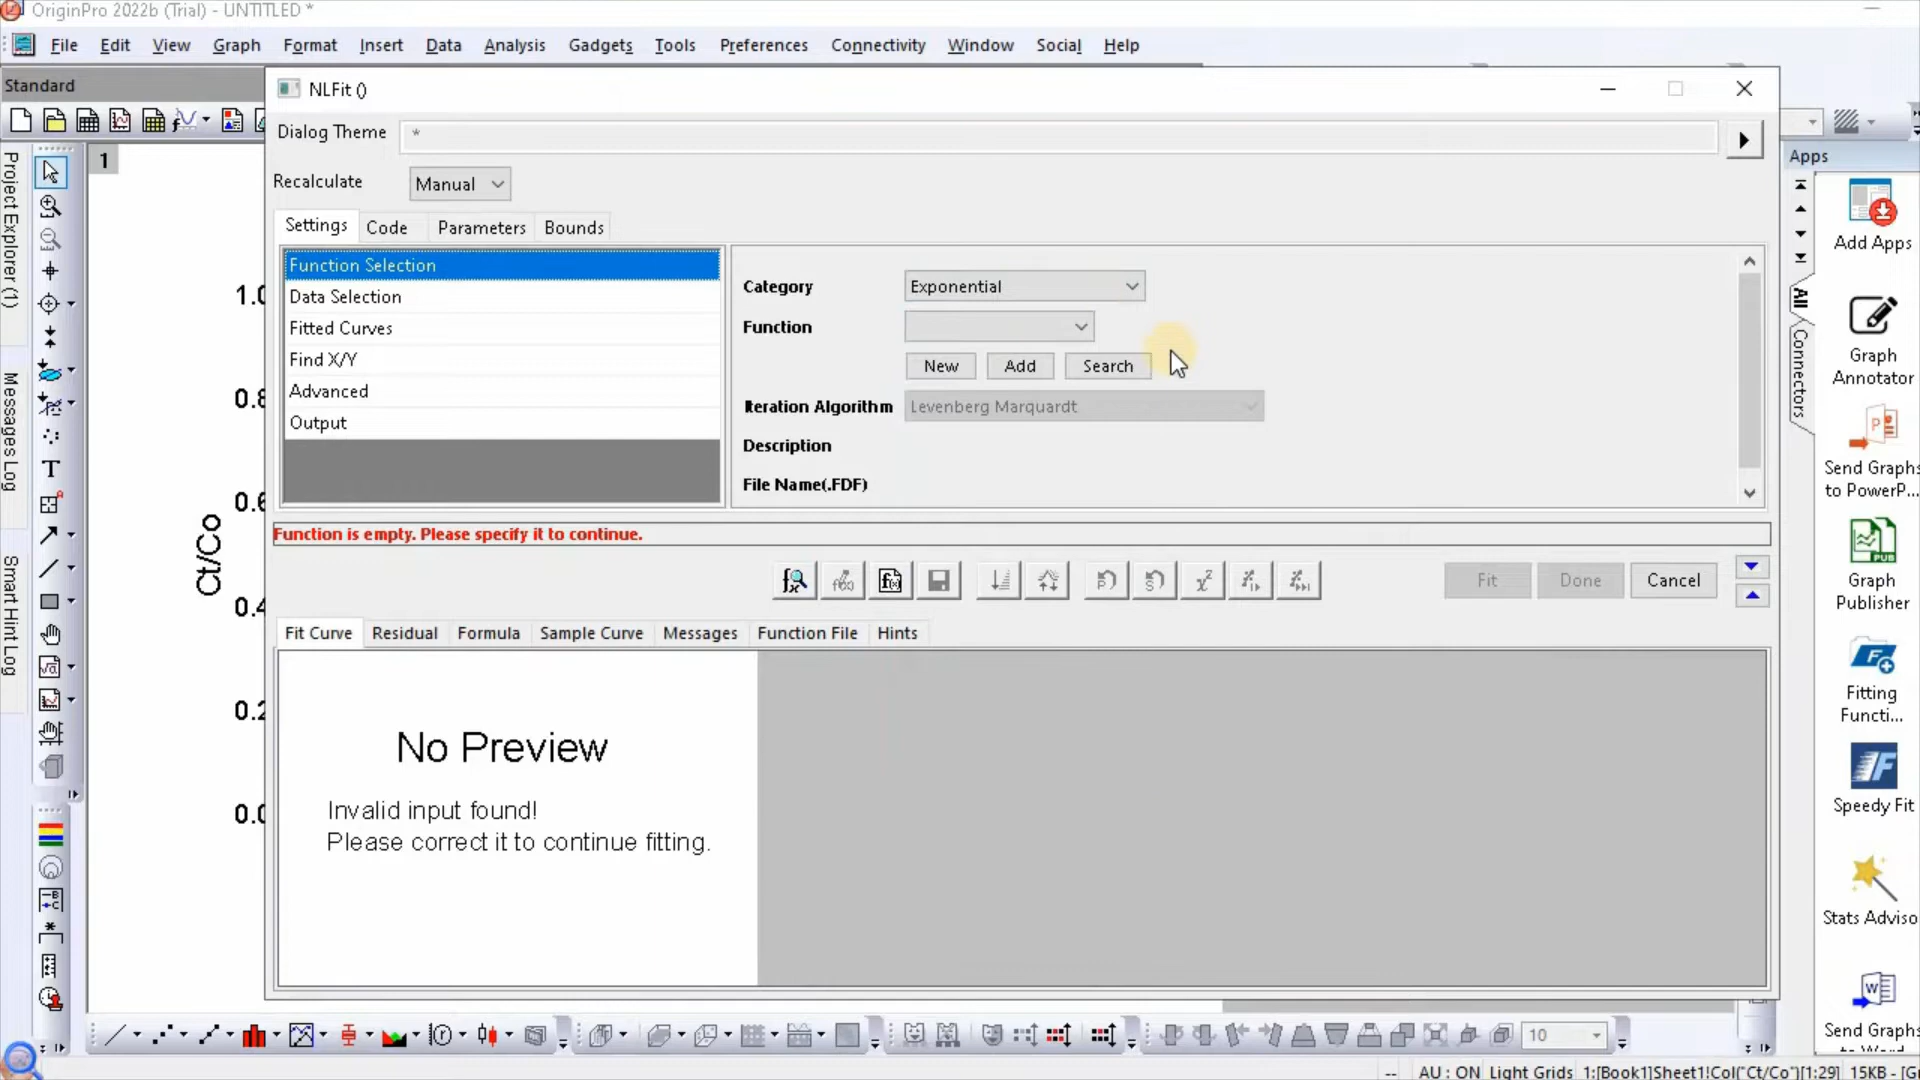 OriginPro 2022b (Trial) - UNTITLED *
File Edit View Graph Format Insert Data Analysis Gadgets Tools Preferences Connectivity Window Social Help
Standard
NLFit ()
Dialog Theme *
Recalculate Manual
Settings Code Parameters Bounds
Function Selection
Data Selection
Fitted Curves
Find X/Y
Advanced
Output
Category Exponential
Function
New Add Search
Iteration Algorithm Levenberg Marquardt
Description
File Name(.FDF)
Function is empty. Please specify it to continue.
Fit Done Cancel
Fit Curve Residual Formula Sample Curve Messages Function File Hints
No Preview
Invalid input found!
Please correct it to continue fitting.
Project Explorer (1)
Messages Log
Smart Hint Log
1
Ct/Co
1.0
0.8
0.6
0.4
0.2
0.0
Apps
All
Connectors
Add Apps
Graph
Annotator
Send Graphs
to PowerP...
Graph
Publisher
Fitting
Functi...
Speedy Fit
Stats Adviso
Send Graphs
10
-- AU : ON Light Grids 1:[Book1]Sheet1!Col("Ct/Co")[1:29] 15KB - [Gr